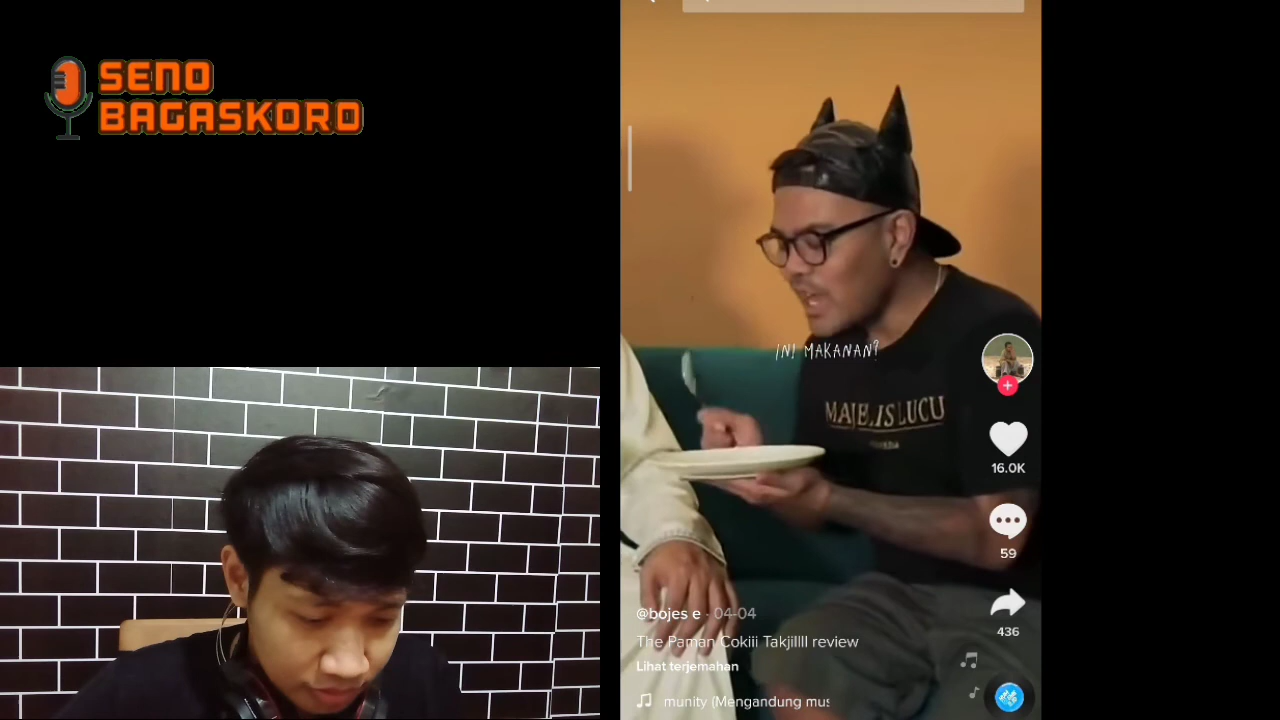 SENO
BAGASKORO
INI MAKANAN?
MAJELIS LUCU
16.0K
59
436
@bojes e · 04-04
The Paman Cokiii Takjillll review
Lihat terjemahan
munity (Mengandung mus